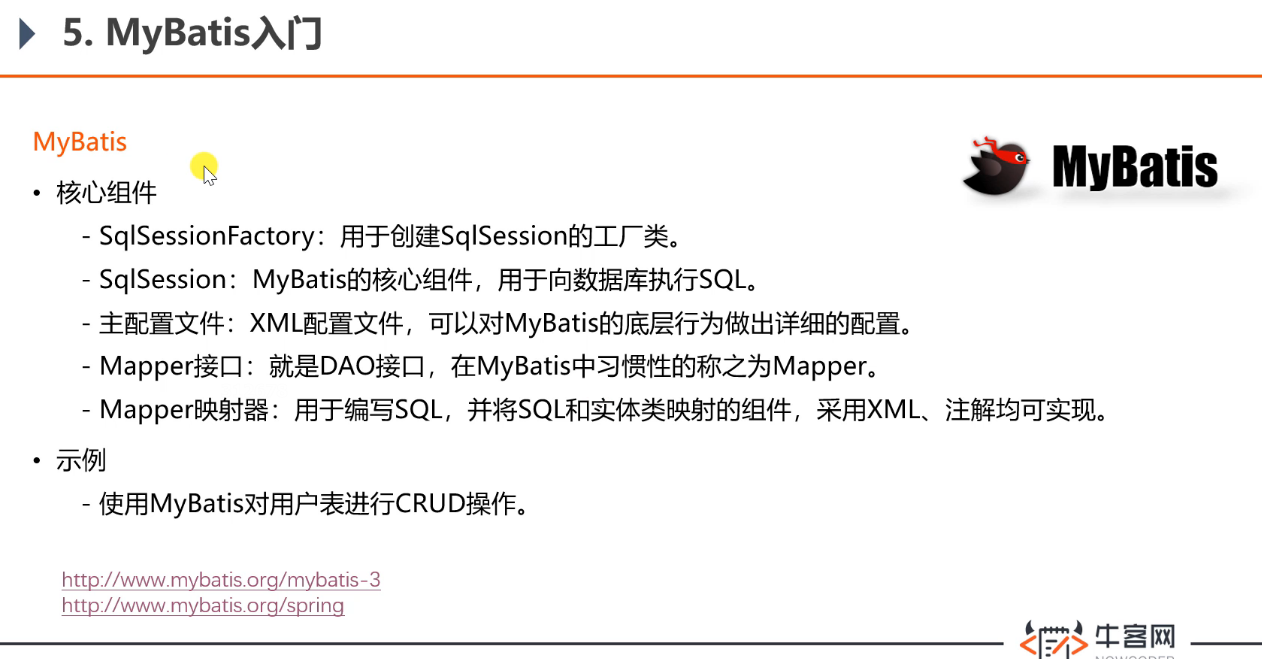 5. MyBatis入门
MyBatis
MyBatis
• 核心组件
- SqlSessionFactory：用于创建SqlSession的工厂类。
- SqlSession：MyBatis的核心组件，用于向数据库执行SQL。
- 主配置文件：XML配置文件，可以对MyBatis的底层行为做出详细的配置。
- Mapper接口：就是DAO接口，在MyBatis中习惯性的称之为Mapper。
- Mapper映射器：用于编写SQL，并将SQL和实体类映射的组件，采用XML、注解均可实现。
• 示例
- 使用MyBatis对用户表进行CRUD操作。
http://www.mybatis.org/mybatis-3
http://www.mybatis.org/spring
牛客网